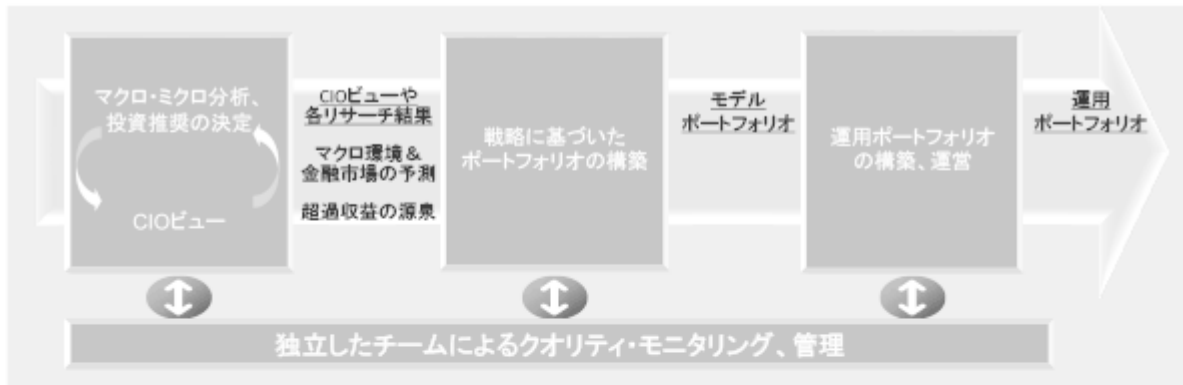 マクロ・ミクロ分析、
投資推奨の決定
CIOビュー
CIOビューや
各リサーチ結果
マクロ環境&
金融市場の予測
超過収益の源泉
戦略に基づいた
ポートフォリオの構築
モデル
ポートフォリオ
運用ポートフォリオ
の構築、運営
運用
ポートフォリオ
独立したチームによるクオリティ・モニタリング、管理